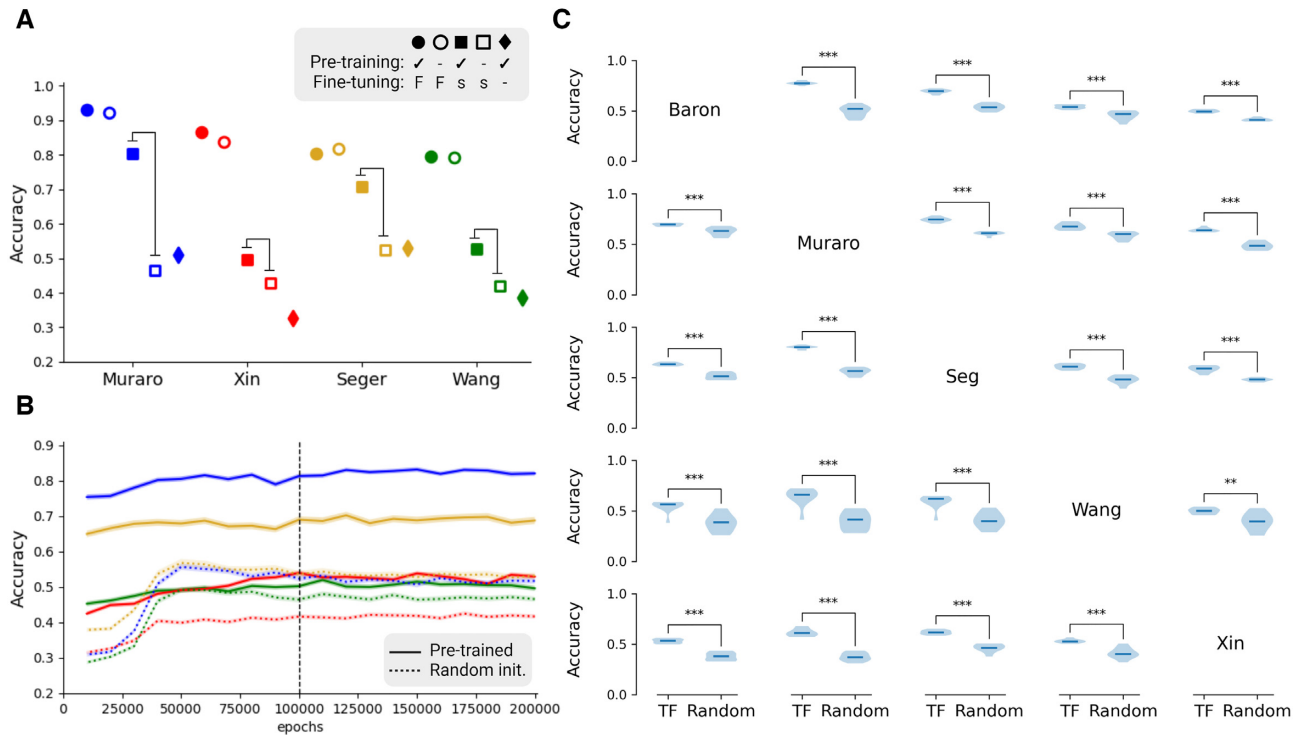 A
Pre-training: ✓ - ✓ - ✓
Fine-tuning: F F s s -
Accuracy
1.0
0.9
0.8
0.7
0.6
0.5
0.4
0.3
0.2
Muraro Xin Seger Wang
B
Accuracy
0.9
0.8
0.7
0.6
0.5
0.4
0.3
0.2
Pre-trained
Random init.
0 25000 50000 75000 100000 125000 150000 175000 200000
epochs
C
Accuracy
1.0
0.5
0.0
Baron
*** *** *** ***
Accuracy
1.0
0.5
0.0
***
Muraro
*** *** ***
Accuracy
1.0
0.5
0.0
*** ***
Seg
*** ***
Accuracy
1.0
0.5
0.0
*** *** ***
Wang
**
Accuracy
1.0
0.5
0.0
*** *** *** ***
Xin
TF Random TF Random TF Random TF Random TF Random